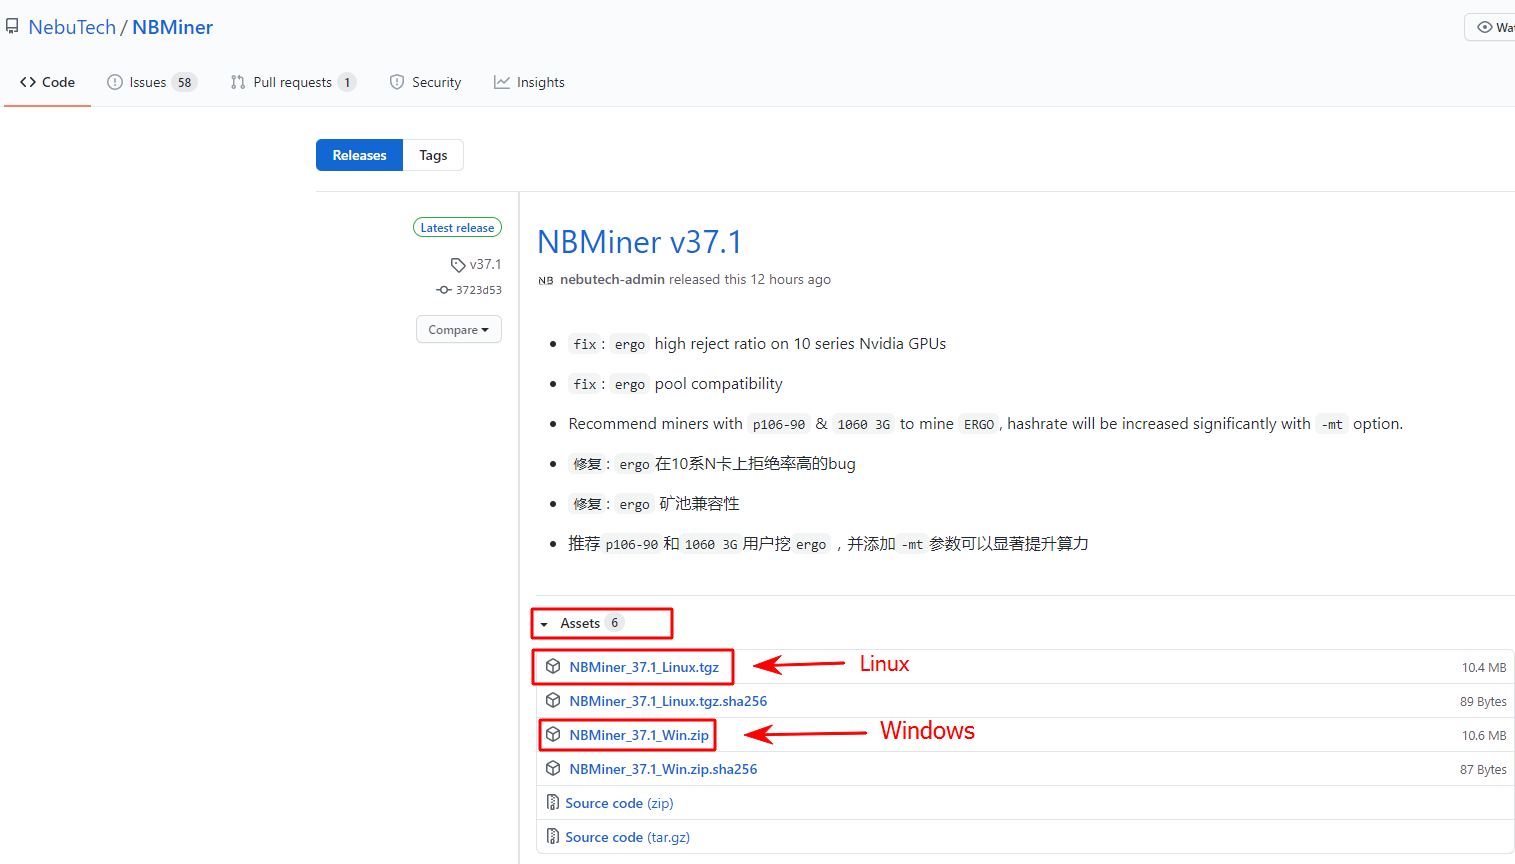 NebuTech / NBMiner
Wat
Code
Issues 58
Pull requests 1
Security
Insights
Releases
Tags
Latest release
v37.1
3723d53
Compare
NBMiner v37.1
NB nebutech-admin released this 12 hours ago
fix : ergo high reject ratio on 10 series Nvidia GPUs
fix : ergo pool compatibility
Recommend miners with p106-90 & 1060 3G to mine ERGO , hashrate will be increased significantly with -mt option.
修复 : ergo 在10系N卡上拒绝率高的bug
修复 : ergo 矿池兼容性
推荐 p106-90 和 1060 3G 用户挖 ergo ，并添加 -mt 参数可以显著提升算力
Assets 6
NBMiner_37.1_Linux.tgz 10.4 MB
Linux
NBMiner_37.1_Linux.tgz.sha256 89 Bytes
NBMiner_37.1_Win.zip 10.6 MB
Windows
NBMiner_37.1_Win.zip.sha256 87 Bytes
Source code (zip)
Source code (tar.gz)